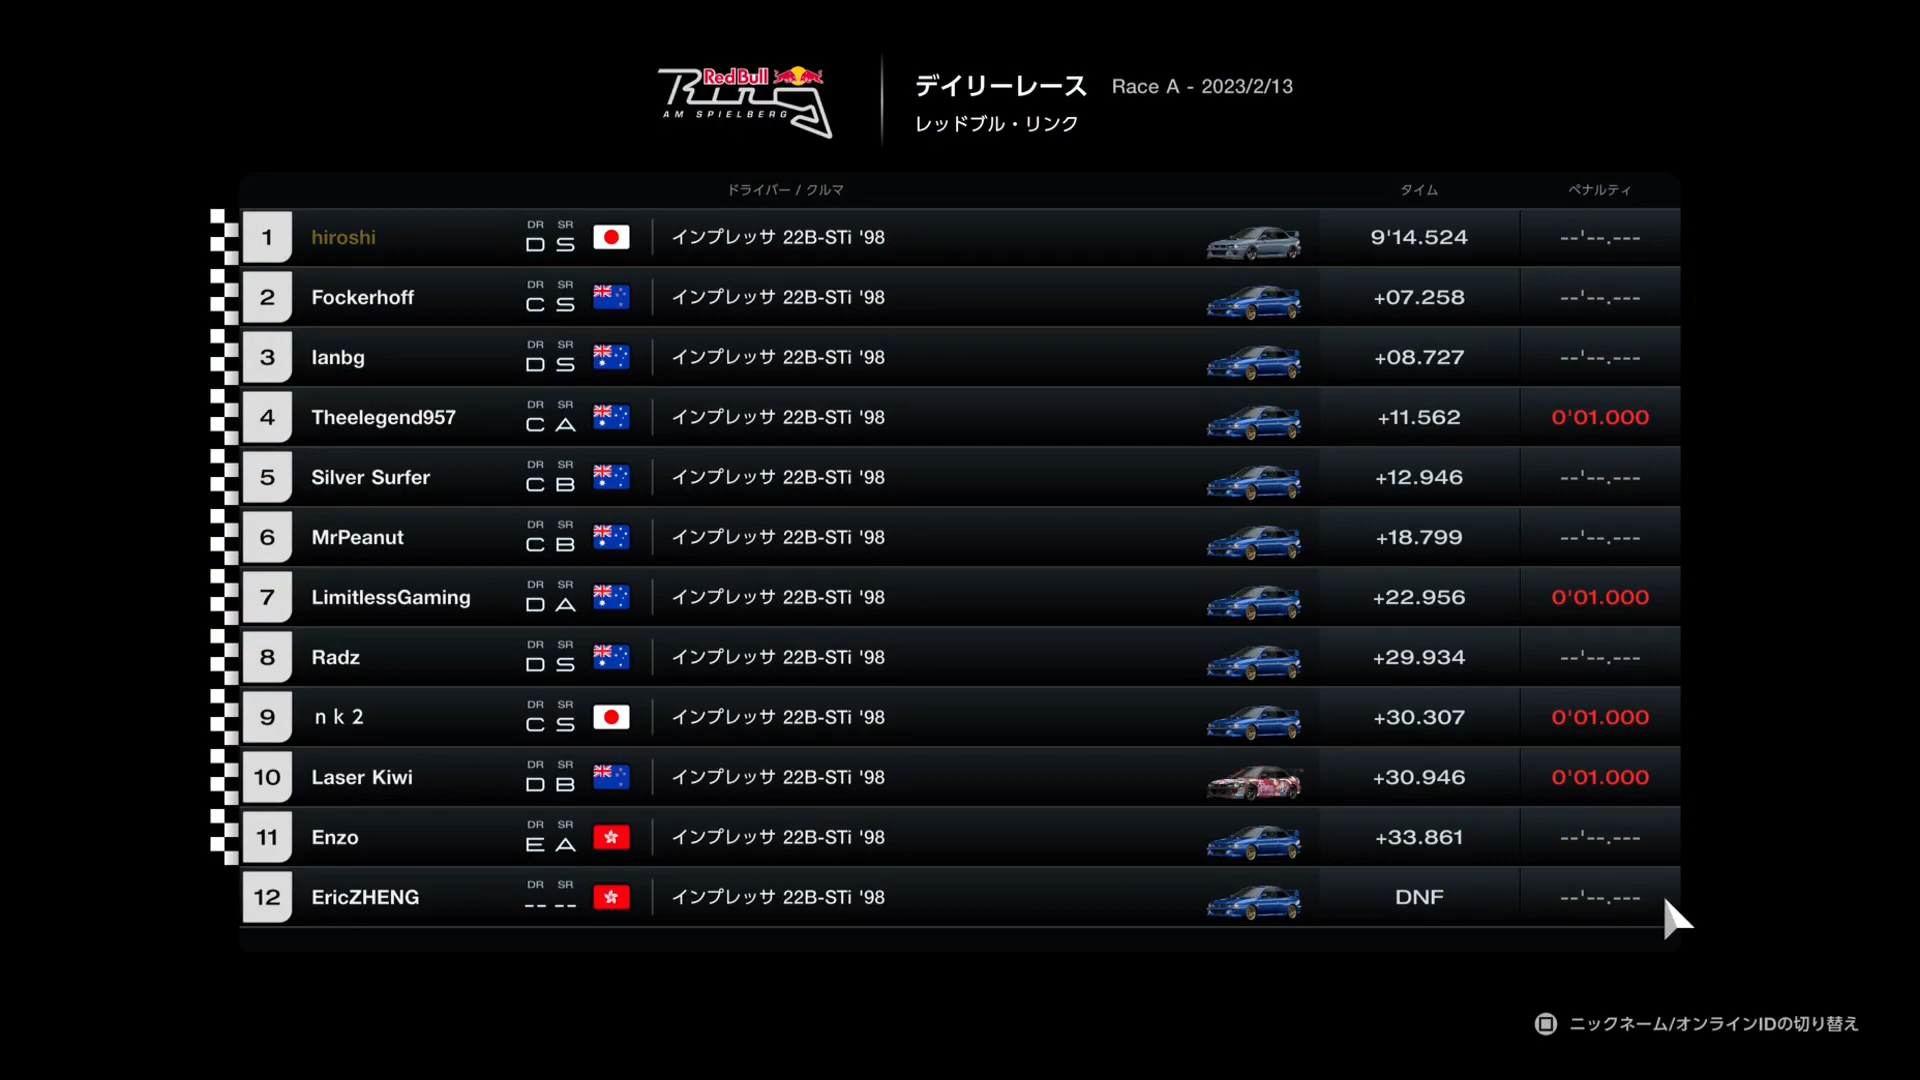 Red Bull
Ring
AM SPIELBERG
デイリーレース Race A - 2023/2/13
レッドブル・リンク
ドライバー / クルマ タイム ペナルティ
1 hiroshi DR D SR S インプレッサ 22B-STi '98 9'14.524 --'--.---
2 Fockerhoff DR C SR S インプレッサ 22B-STi '98 +07.258 --'--.---
3 Ianbg DR D SR S インプレッサ 22B-STi '98 +08.727 --'--.---
4 Theelegend957 DR C SR A インプレッサ 22B-STi '98 +11.562 0'01.000
5 Silver Surfer DR C SR B インプレッサ 22B-STi '98 +12.946 --'--.---
6 MrPeanut DR C SR B インプレッサ 22B-STi '98 +18.799 --'--.---
7 LimitlessGaming DR D SR A インプレッサ 22B-STi '98 +22.956 0'01.000
8 Radz DR D SR S インプレッサ 22B-STi '98 +29.934 --'--.---
9 ｎｋ２ DR C SR S インプレッサ 22B-STi '98 +30.307 0'01.000
10 Laser Kiwi DR D SR B インプレッサ 22B-STi '98 +30.946 0'01.000
11 Enzo DR E SR A インプレッサ 22B-STi '98 +33.861 --'--.---
12 EricZHENG DR -- SR -- インプレッサ 22B-STi '98 DNF --'--.---
ニックネーム/オンラインIDの切り替え